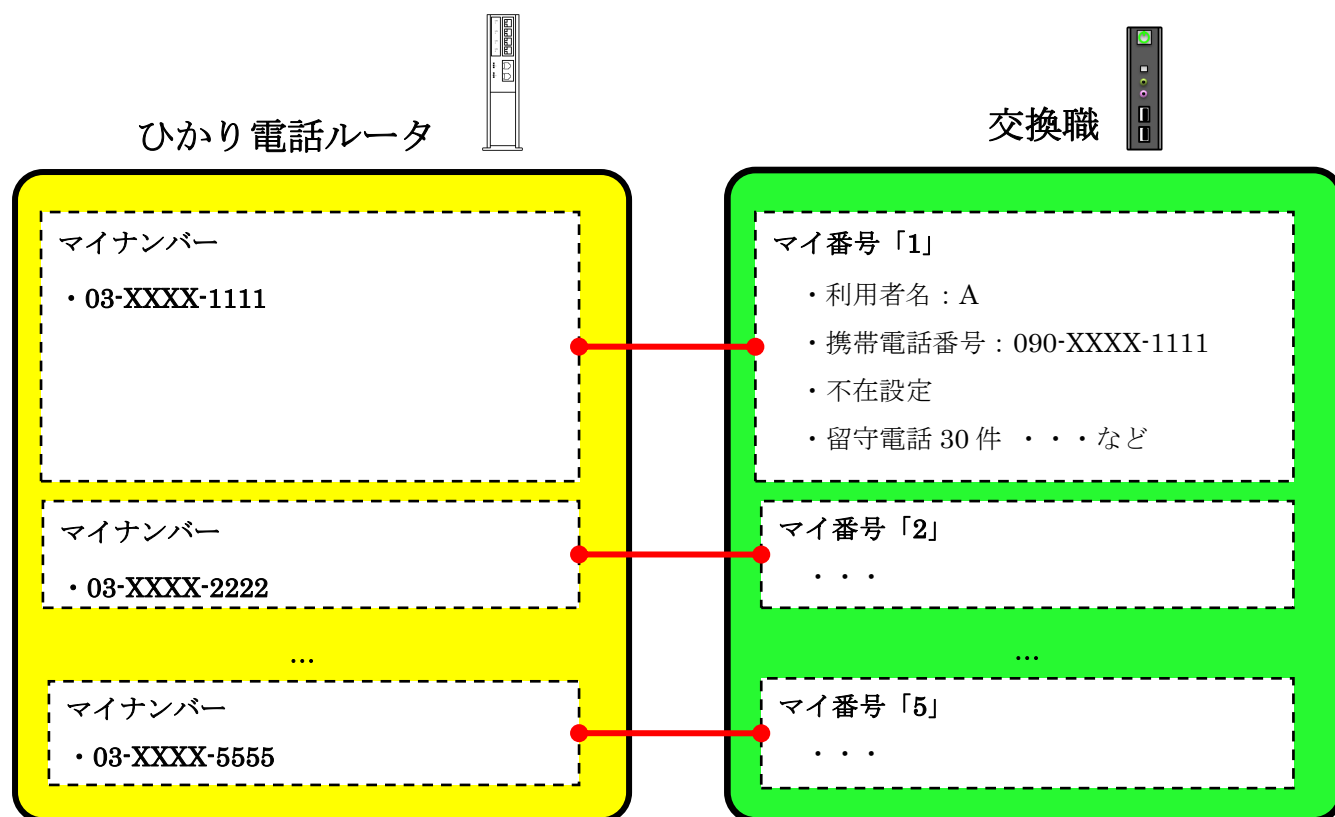 ひかり電話ルータ
マイナンバー
・03-XXXX-1111
マイナンバー
・03-XXXX-2222
…
マイナンバー
・03-XXXX-5555
交換職
マイ番号「1」
・利用者名：A
・携帯電話番号：090-XXXX-1111
・不在設定
・留守電話 30 件 ・・・など
マイ番号「2」
・・・
…
マイ番号「5」
・・・